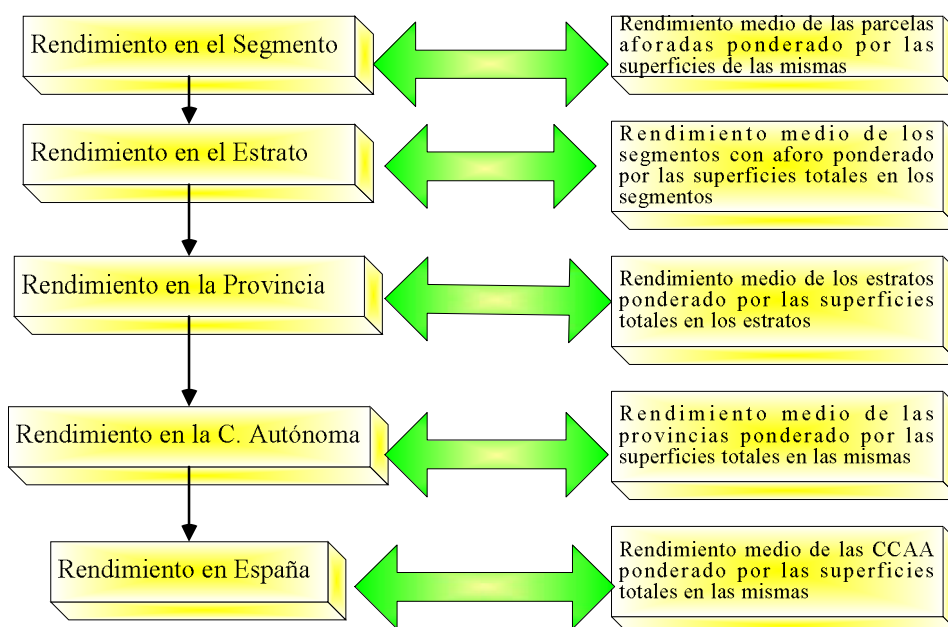 Rendimiento en el Segmento
Rendimiento medio de las parcelas
aforadas ponderado por las
superficies de las mismas
Rendimiento en el Estrato
Rendimiento medio de los
segmentos con aforo ponderado
por las superficies totales en los
segmentos
Rendimiento en la Provincia
Rendimiento medio de los estratos
ponderado por las superficies
totales en los estratos
Rendimiento en la C. Autónoma
Rendimiento medio de las
provincias ponderado por las
superficies totales en las mismas
Rendimiento en España
Rendimiento medio de las CCAA
ponderado por las superficies
totales en las mismas